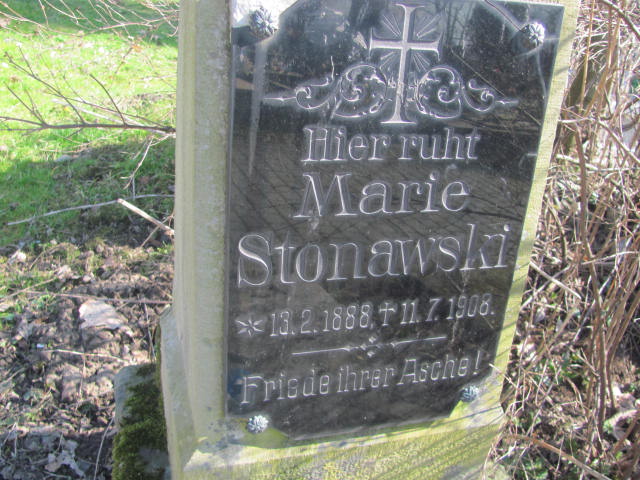 Hier ruht
Marie
Stonawski
* 13.2.1888, † 11.7.1908.
Friede ihrer Asche!